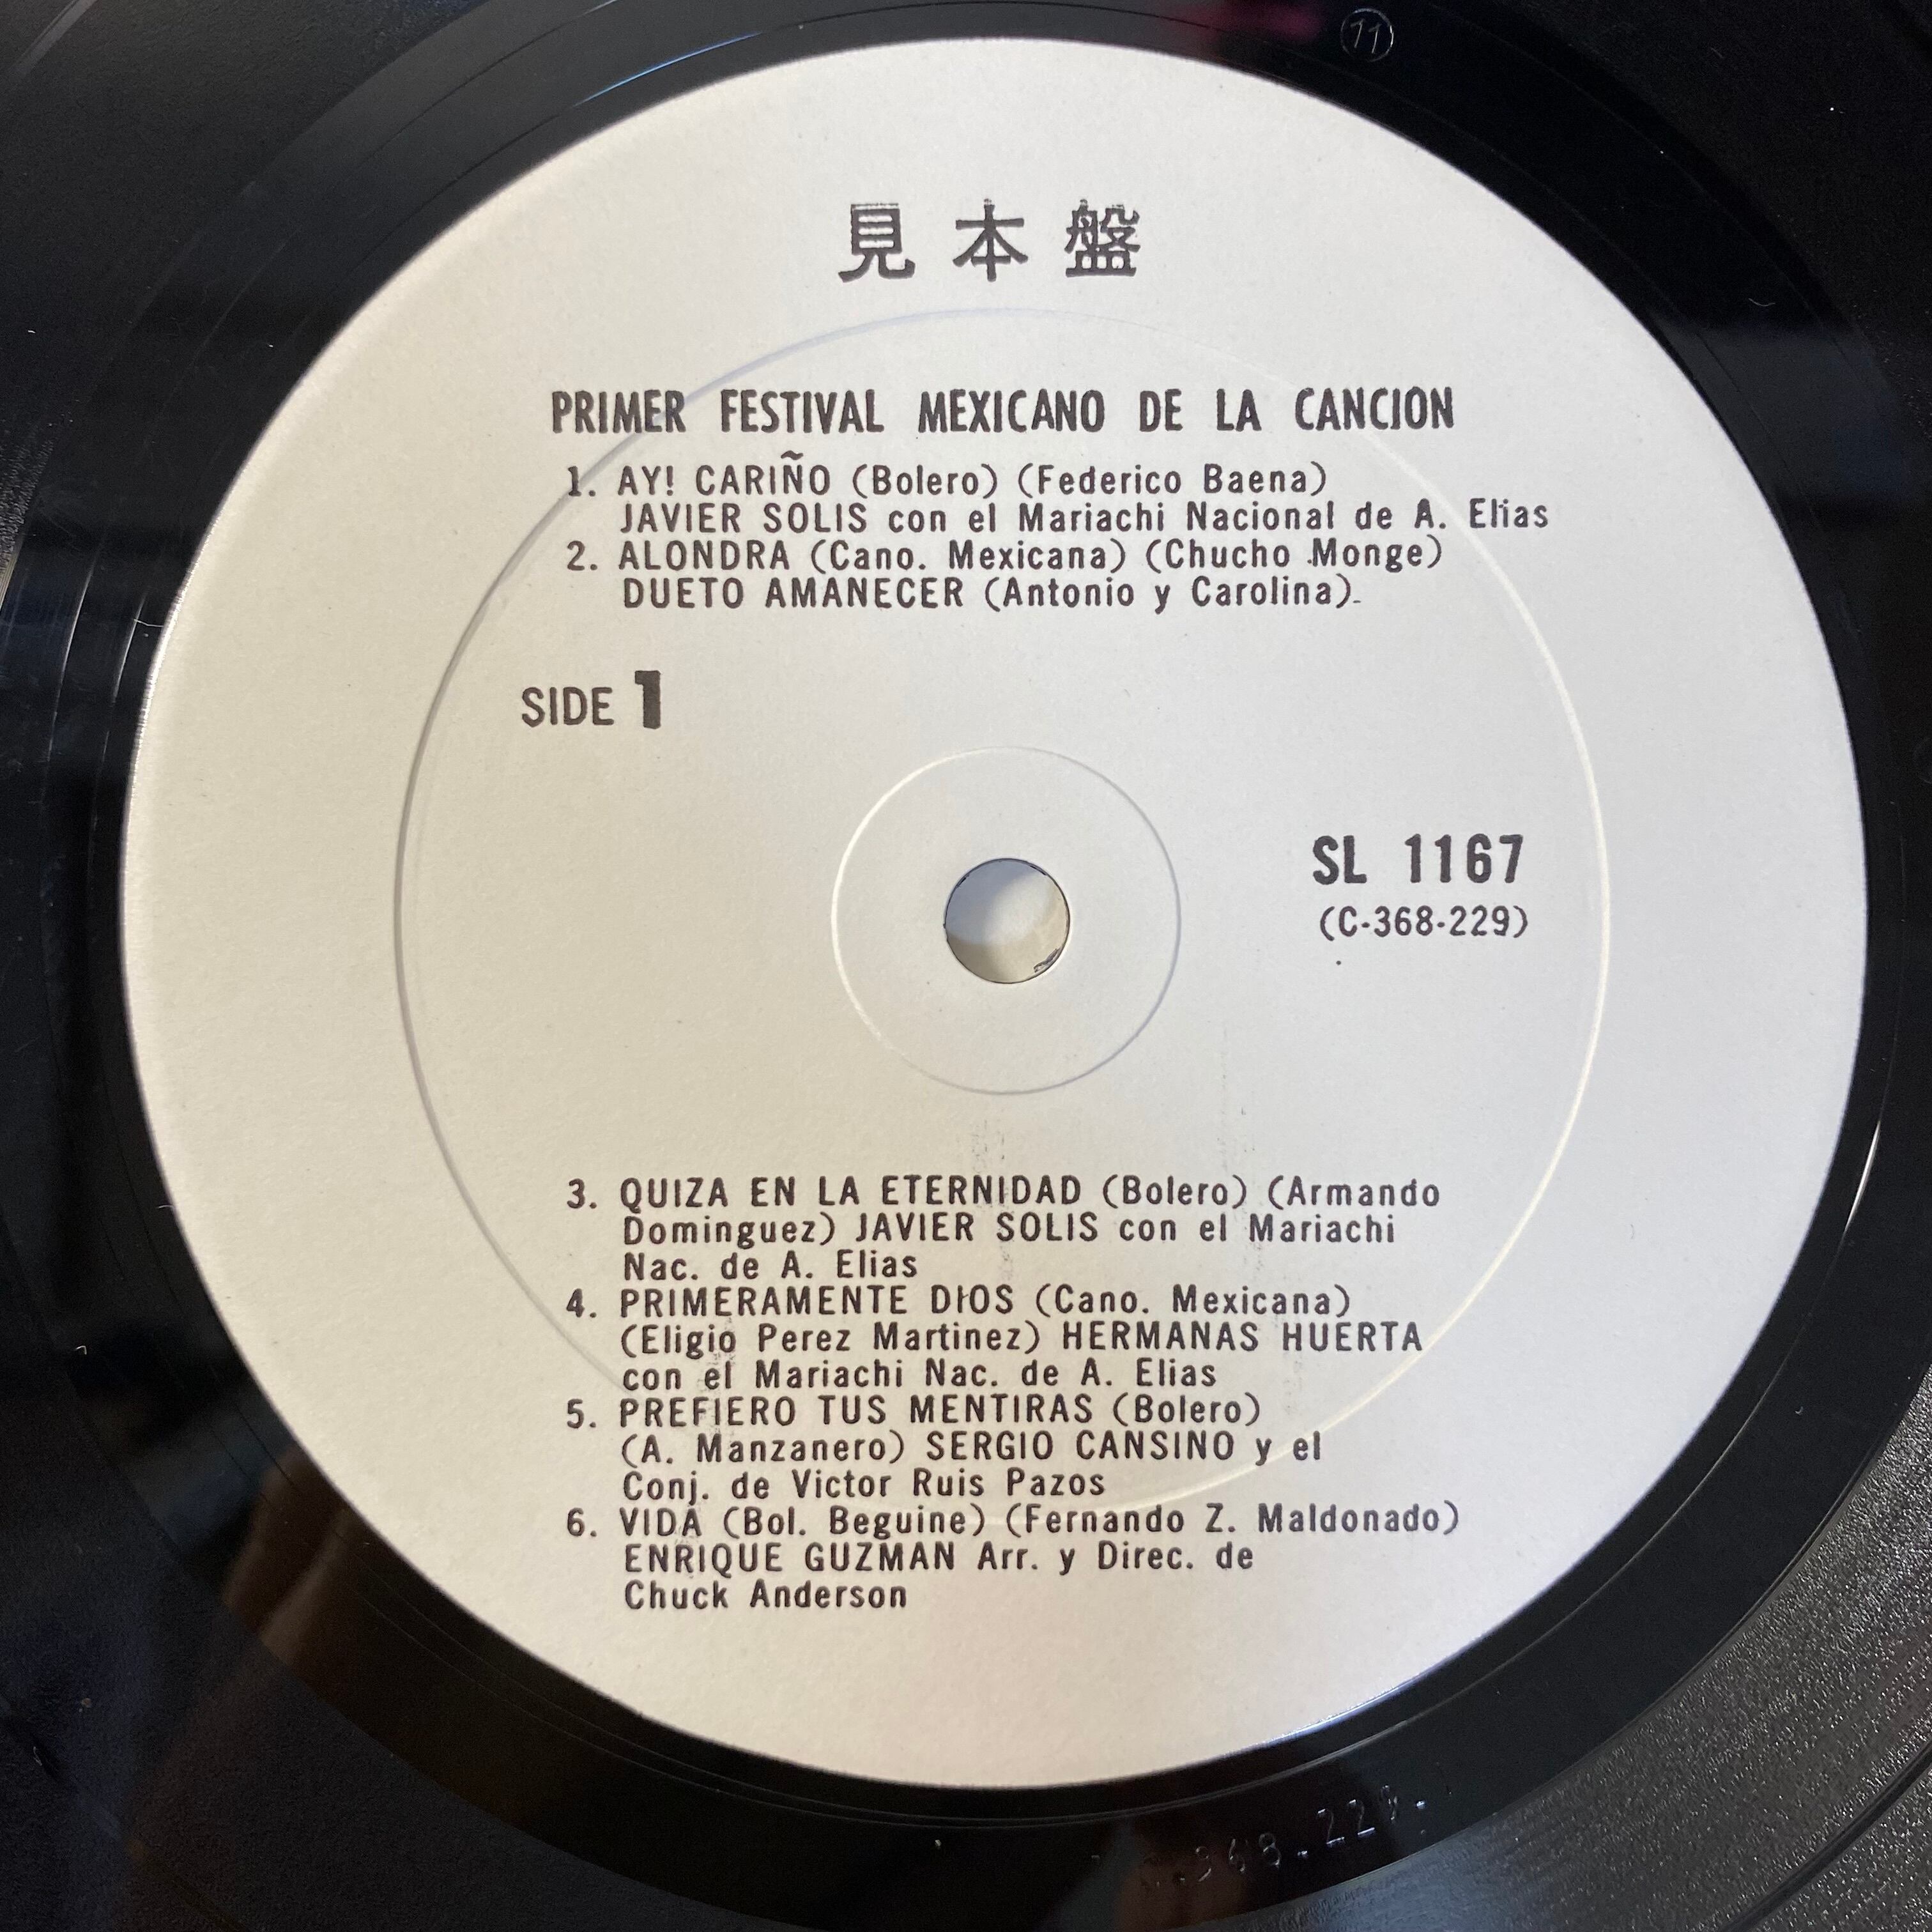 11
見本盤
PRIMER FESTIVAL MEXICANO DE LA CANCION
1. AY! CARIÑO (Bolero) (Federico Baena)
JAVIER SOLIS con el Mariachi Nacional de A. Elias
2. ALONDRA (Cano. Mexicana) (Chucho Monge)
DUETO AMANECER (Antonio y Carolina)
SIDE 1
SL 1167
(C-368-229)
3. QUIZA EN LA ETERNIDAD (Bolero) (Armando
Dominguez) JAVIER SOLIS con el Mariachi
Nac. de A. Elias
4. PRIMERAMENTE DIOS (Cano. Mexicana)
(Eligio Perez Martinez) HERMANAS HUERTA
con el Mariachi Nac. de A. Elias
5. PREFIERO TUS MENTIRAS (Bolero)
(A. Manzanero) SERGIO CANSINO y el
Conj. de Victor Ruis Pazos
6. VIDA (Bol. Beguine) (Fernando Z. Maldonado)
ENRIQUE GUZMAN Arr. y Direc. de
Chuck Anderson